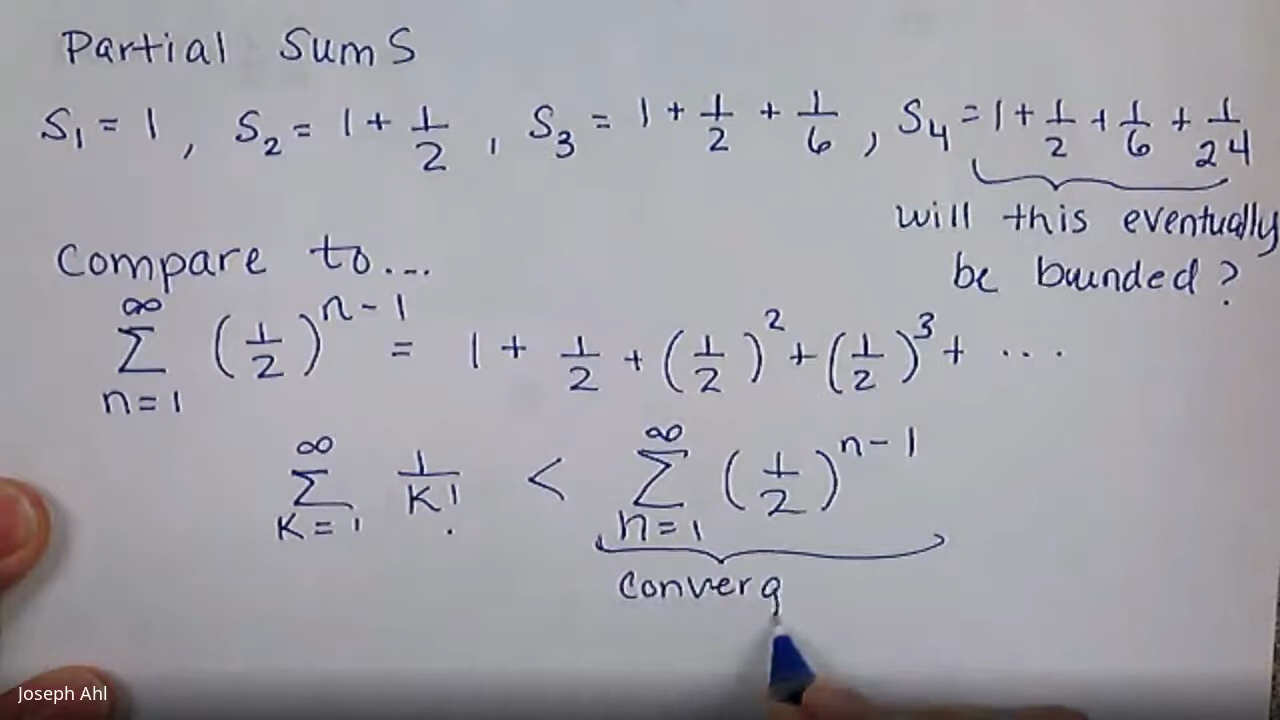 Partial Sums
S₁ = 1 , S₂ = 1 + 1/2 , S₃ = 1 + 1/2 + 1/6 , S₄ = 1 + 1/2 + 1/6 + 1/24
will this eventually
be bounded?
Compare to...
∑_{n=1}^{∞} (1/2)^{n-1} = 1 + 1/2 + (1/2)^2 + (1/2)^3 + ....
∑_{K=1}^{∞} 1/K! < ∑_{n=1}^{∞} (1/2)^{n-1}
Converg
Joseph Ahl